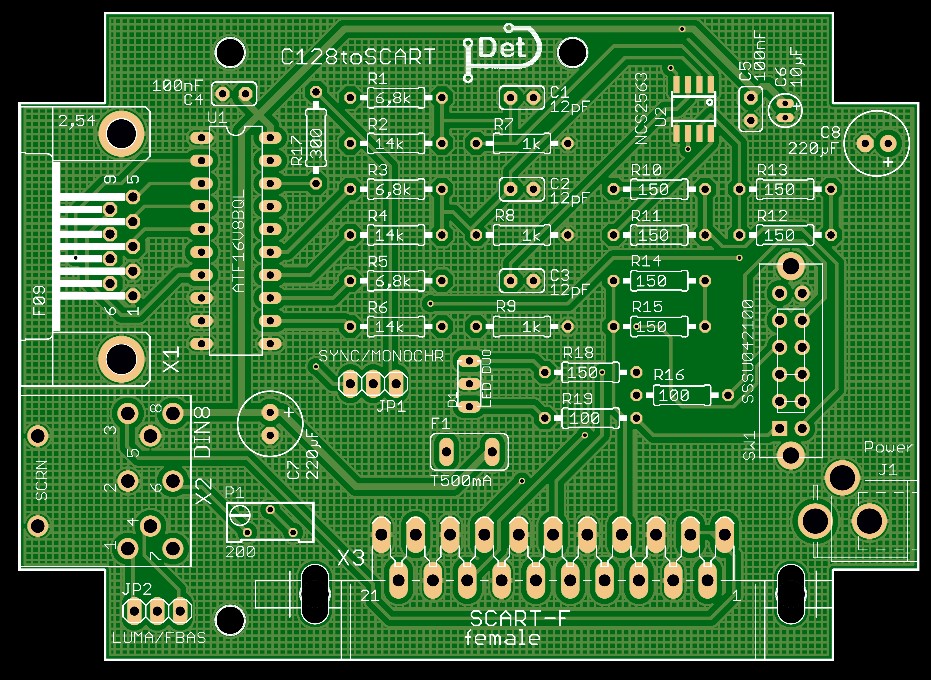 C128toSCART
Det
100nF
C4
U1
R17
300
ATF16V8BQL
2,54
9
5
6
1
F09
X1
R1
6,8k
R2
14k
R3
6,8k
R4
14k
R5
6,8k
R6
14k
C1
12pF
R7
1k
C2
12pF
R8
1k
C3
12pF
R9
1k
NCS2563
U2
C5
100nF
C6
10µF
+
C8
220µF
+
R10
150
R11
150
R13
150
R12
150
R14
150
R15
150
R18
150
R19
100
R16
100
SSSU042100
SW1
SYNC/MONOCHR
JP1
D1
LED-DUO
F1
T500mA
+
C7
220µF
SCRN
3
8
5
2
6
4
1
7
DIN8
X2
P1
200
JP2
LUMA/FBAS
X3
21
1
SCART-F
female
Power
J1